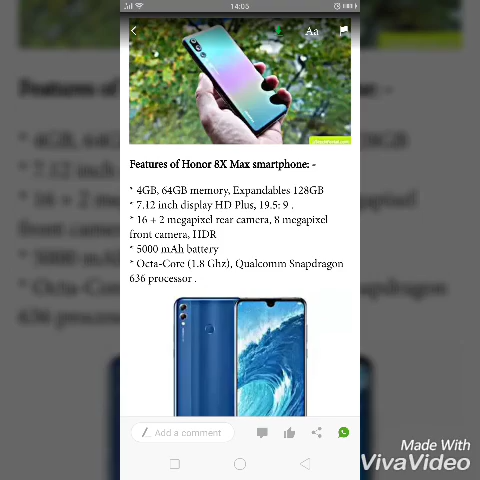 14:05
Aa
Features of Honor 8X Max smartphone: -
* 4GB, 64GB memory, Expandables 128GB
* 7.12 inch display HD Plus, 19.5: 9 .
* 16 + 2 megapixel rear camera, 8 megapixel
front camera, HDR
* 5000 mAh battery
* Octa-Core (1.8 Ghz), Qualcomm Snapdragon
636 processor .
Add a comment
Made With
VivaVideo